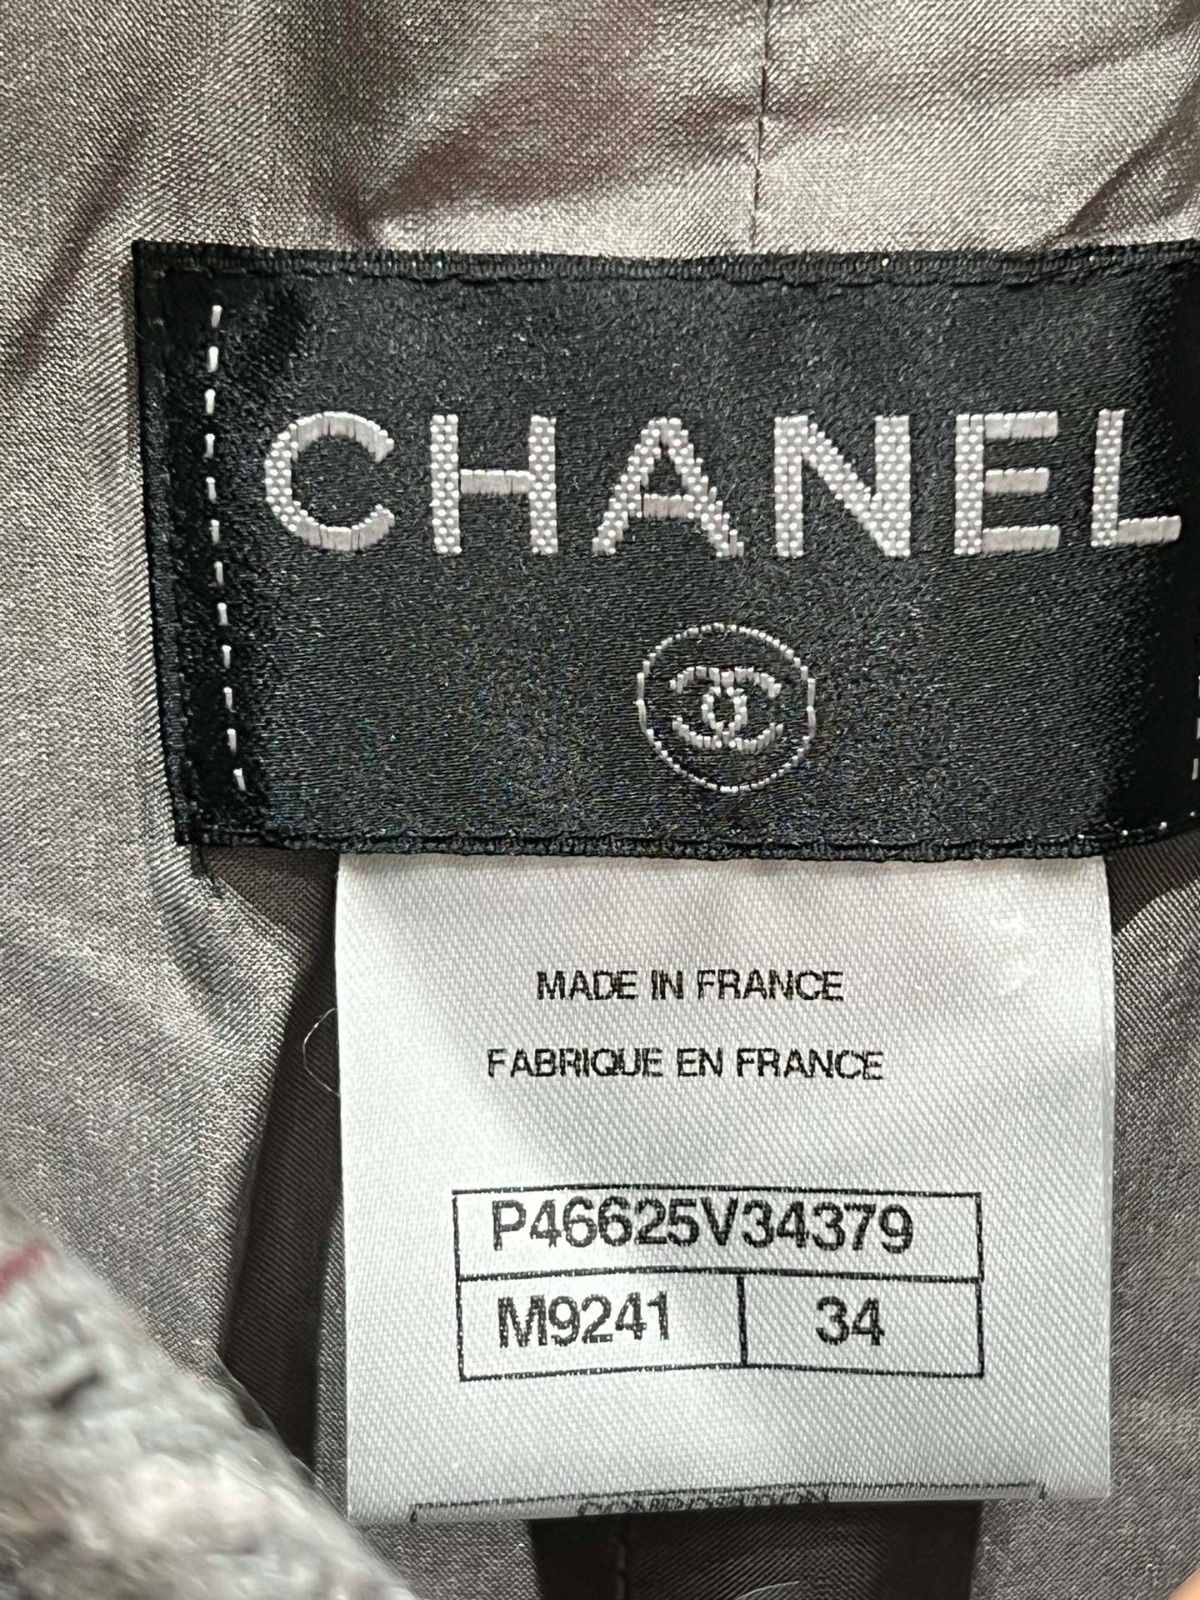 CHANEL
MADE IN FRANCE
FABRIQUE EN FRANCE
P46625V34379
M9241 34